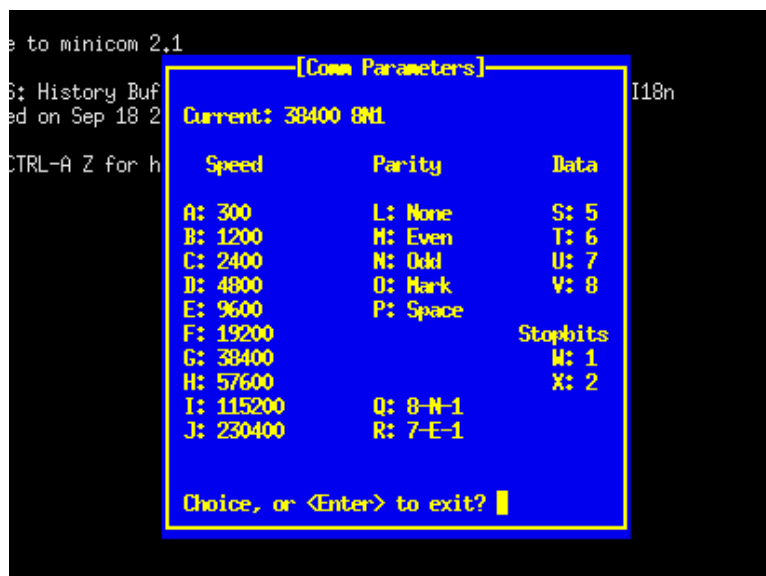 e to minicom 2.1
[Comm Parameters]
S: History Buf I18n
ed on Sep 18 2 Current: 38400 8N1
CTRL-A Z for h Speed Parity Data
A: 300 L: None S: 5
B: 1200 M: Even T: 6
C: 2400 N: Odd U: 7
D: 4800 O: Mark V: 8
E: 9600 P: Space
F: 19200 Stopbits
G: 38400 W: 1
H: 57600 X: 2
I: 115200 Q: 8-N-1
J: 230400 R: 7-E-1
Choice, or <Enter> to exit?